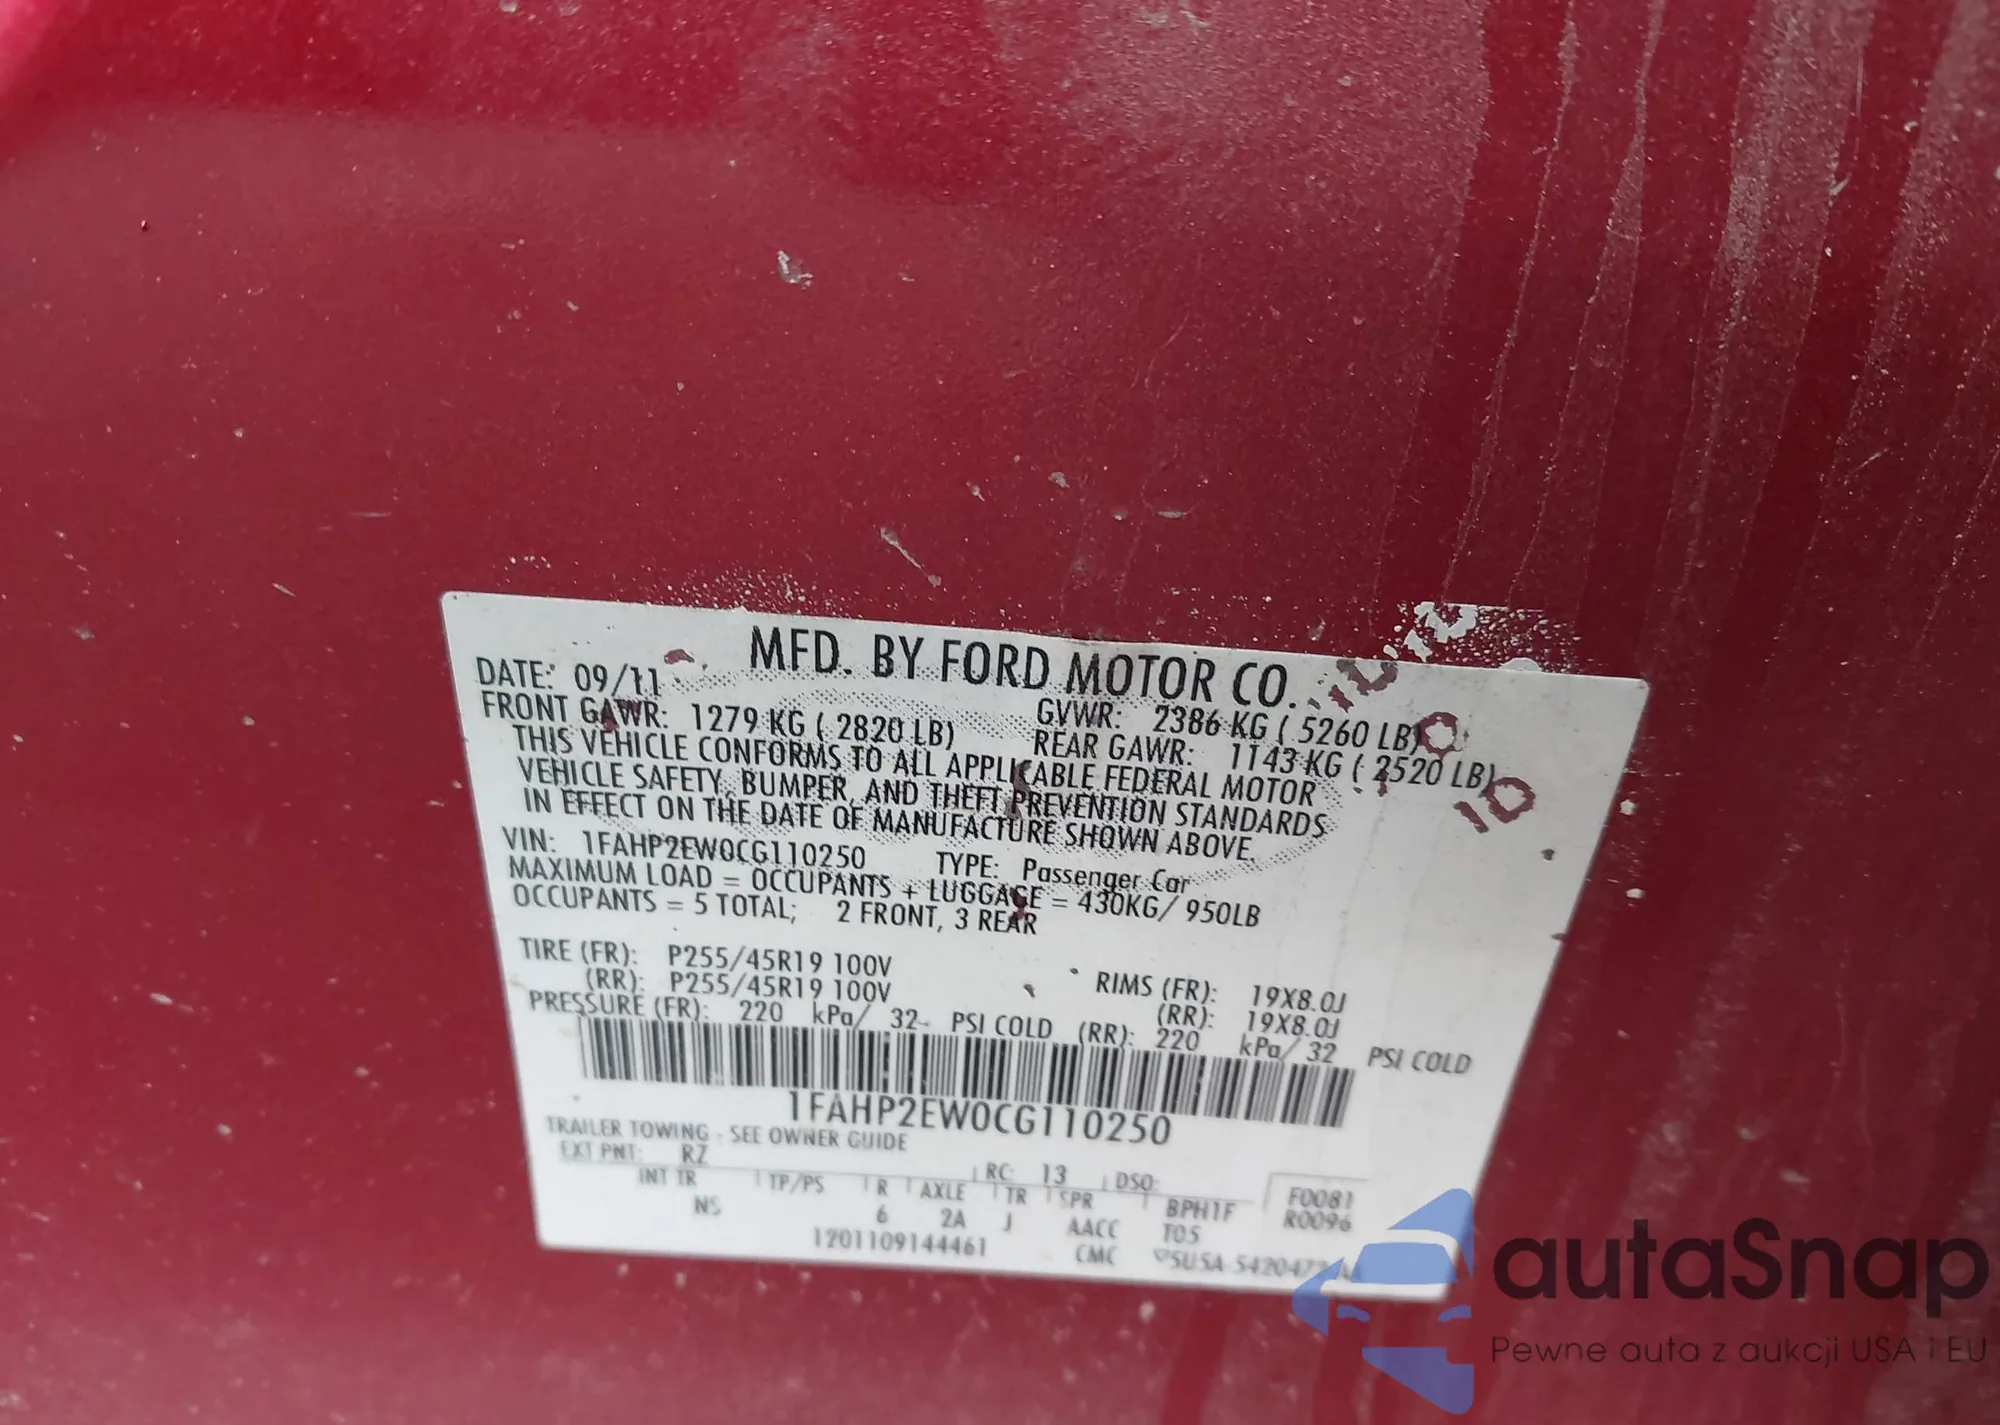 MFD. BY FORD MOTOR CO.
DATE: 09/11 GVWR: 2386 KG ( 5260 LB)
FRONT GAWR: 1279 KG ( 2820 LB) REAR GAWR: 1143 KG ( 2520 LB)
THIS VEHICLE CONFORMS TO ALL APPLICABLE FEDERAL MOTOR
VEHICLE SAFETY, BUMPER, AND THEFT PREVENTION STANDARDS
IN EFFECT ON THE DATE OF MANUFACTURE SHOWN ABOVE.
VIN: 1FAHP2EW0CG110250 TYPE: Passenger Car
MAXIMUM LOAD = OCCUPANTS + LUGGAGE = 430KG/ 950LB
OCCUPANTS = 5 TOTAL; 2 FRONT, 3 REAR
TIRE (FR): P255/45R19 100V RIMS (FR): 19X8.0J
(RR): P255/45R19 100V (RR): 19X8.0J
PRESSURE (FR): 220 kPa/ 32 PSI COLD (RR): 220 kPa/ 32 PSI COLD
1FAHP2EW0CG110250
TRAILER TOWING - SEE OWNER GUIDE
EXT PNT: RZ RC: 13 DSO:
INT TR TP/PS R AXLE TR SPR BPH1F F0081
NS 6 2A J AACC T05 R0096
1201109144461 CMC
autaSnap
Pewne auta z aukcji USA i EU